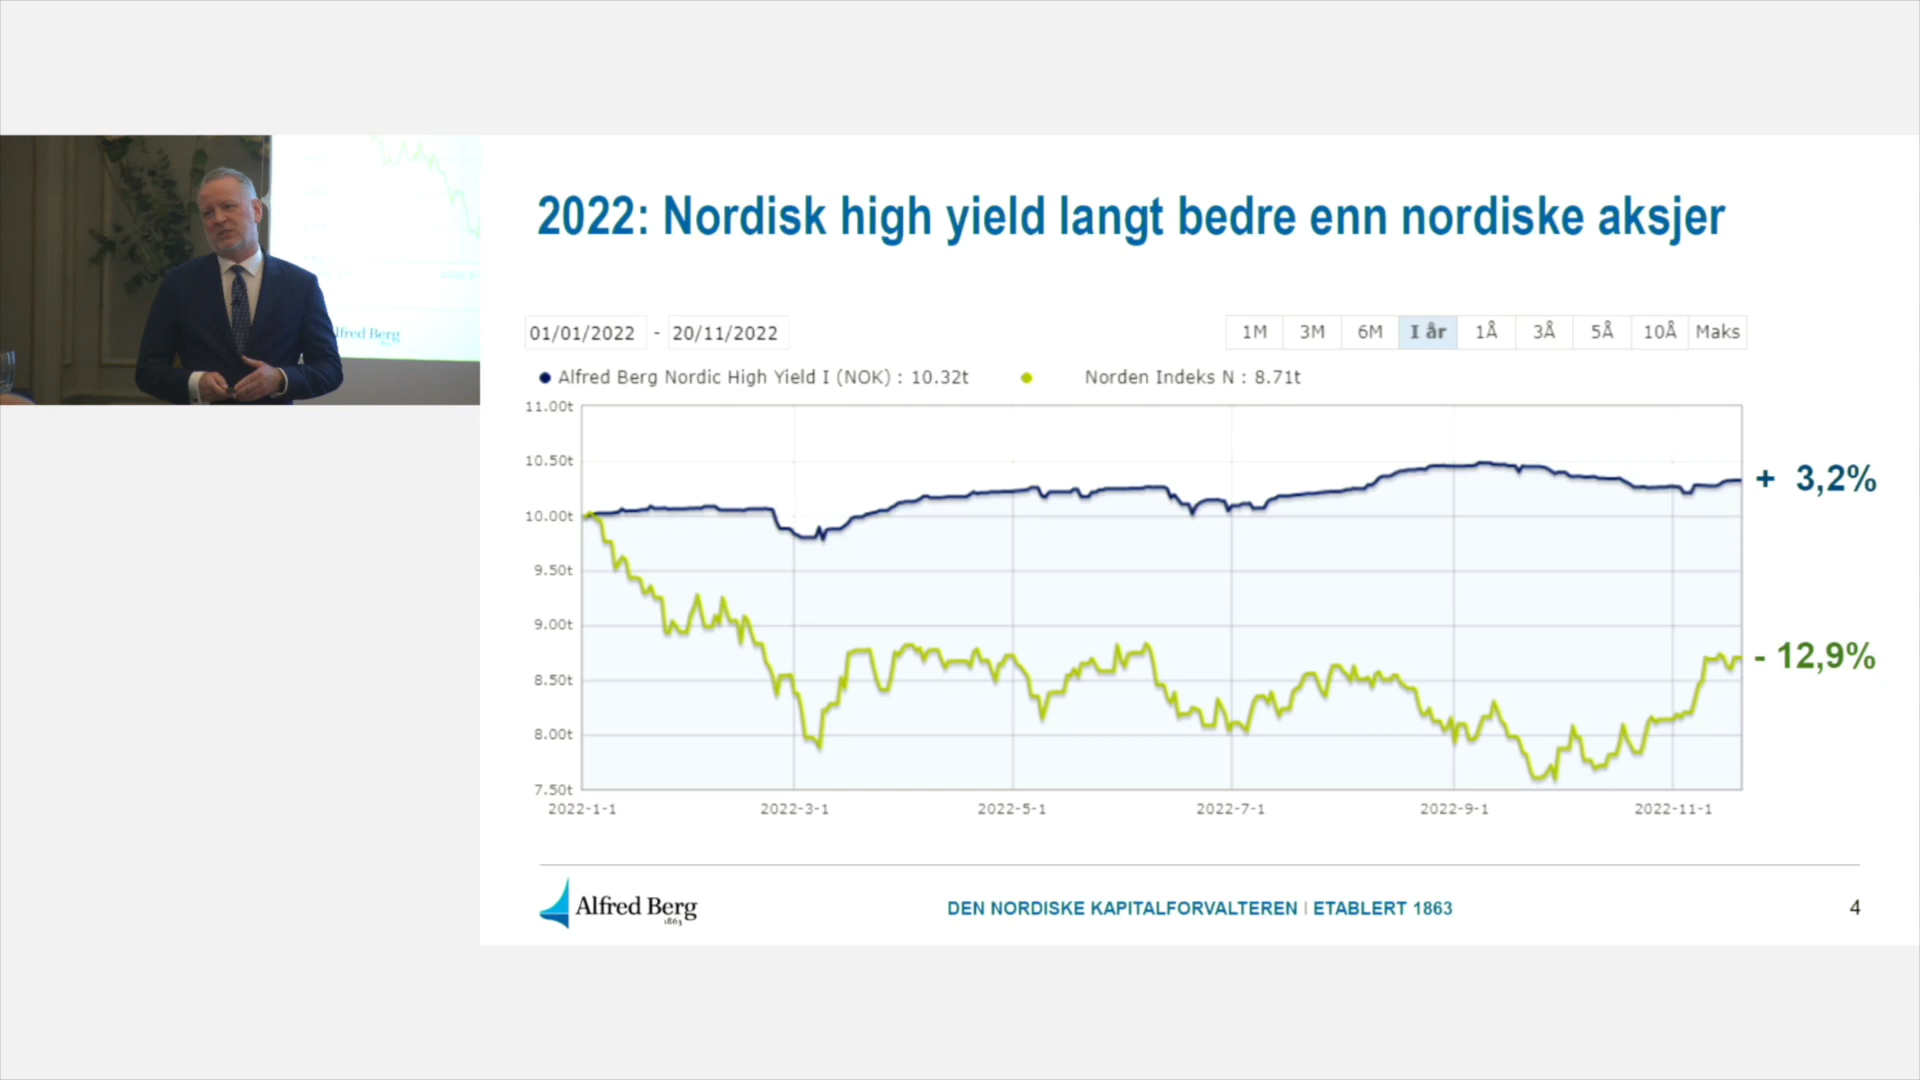 lfred Berg
2022: Nordisk high yield langt bedre enn nordiske aksjer
01/01/2022 - 20/11/2022
1M 3M 6M I år 1Å 3Å 5Å 10Å Maks
Alfred Berg Nordic High Yield I (NOK) : 10.32t Norden Indeks N : 8.71t
11.00t
10.50t
10.00t
9.50t
9.00t
8.50t
8.00t
7.50t
+ 3,2%
- 12,9%
2022-1-1 2022-3-1 2022-5-1 2022-7-1 2022-9-1 2022-11-1
Alfred Berg
1863
DEN NORDISKE KAPITALFORVALTEREN | ETABLERT 1863
4